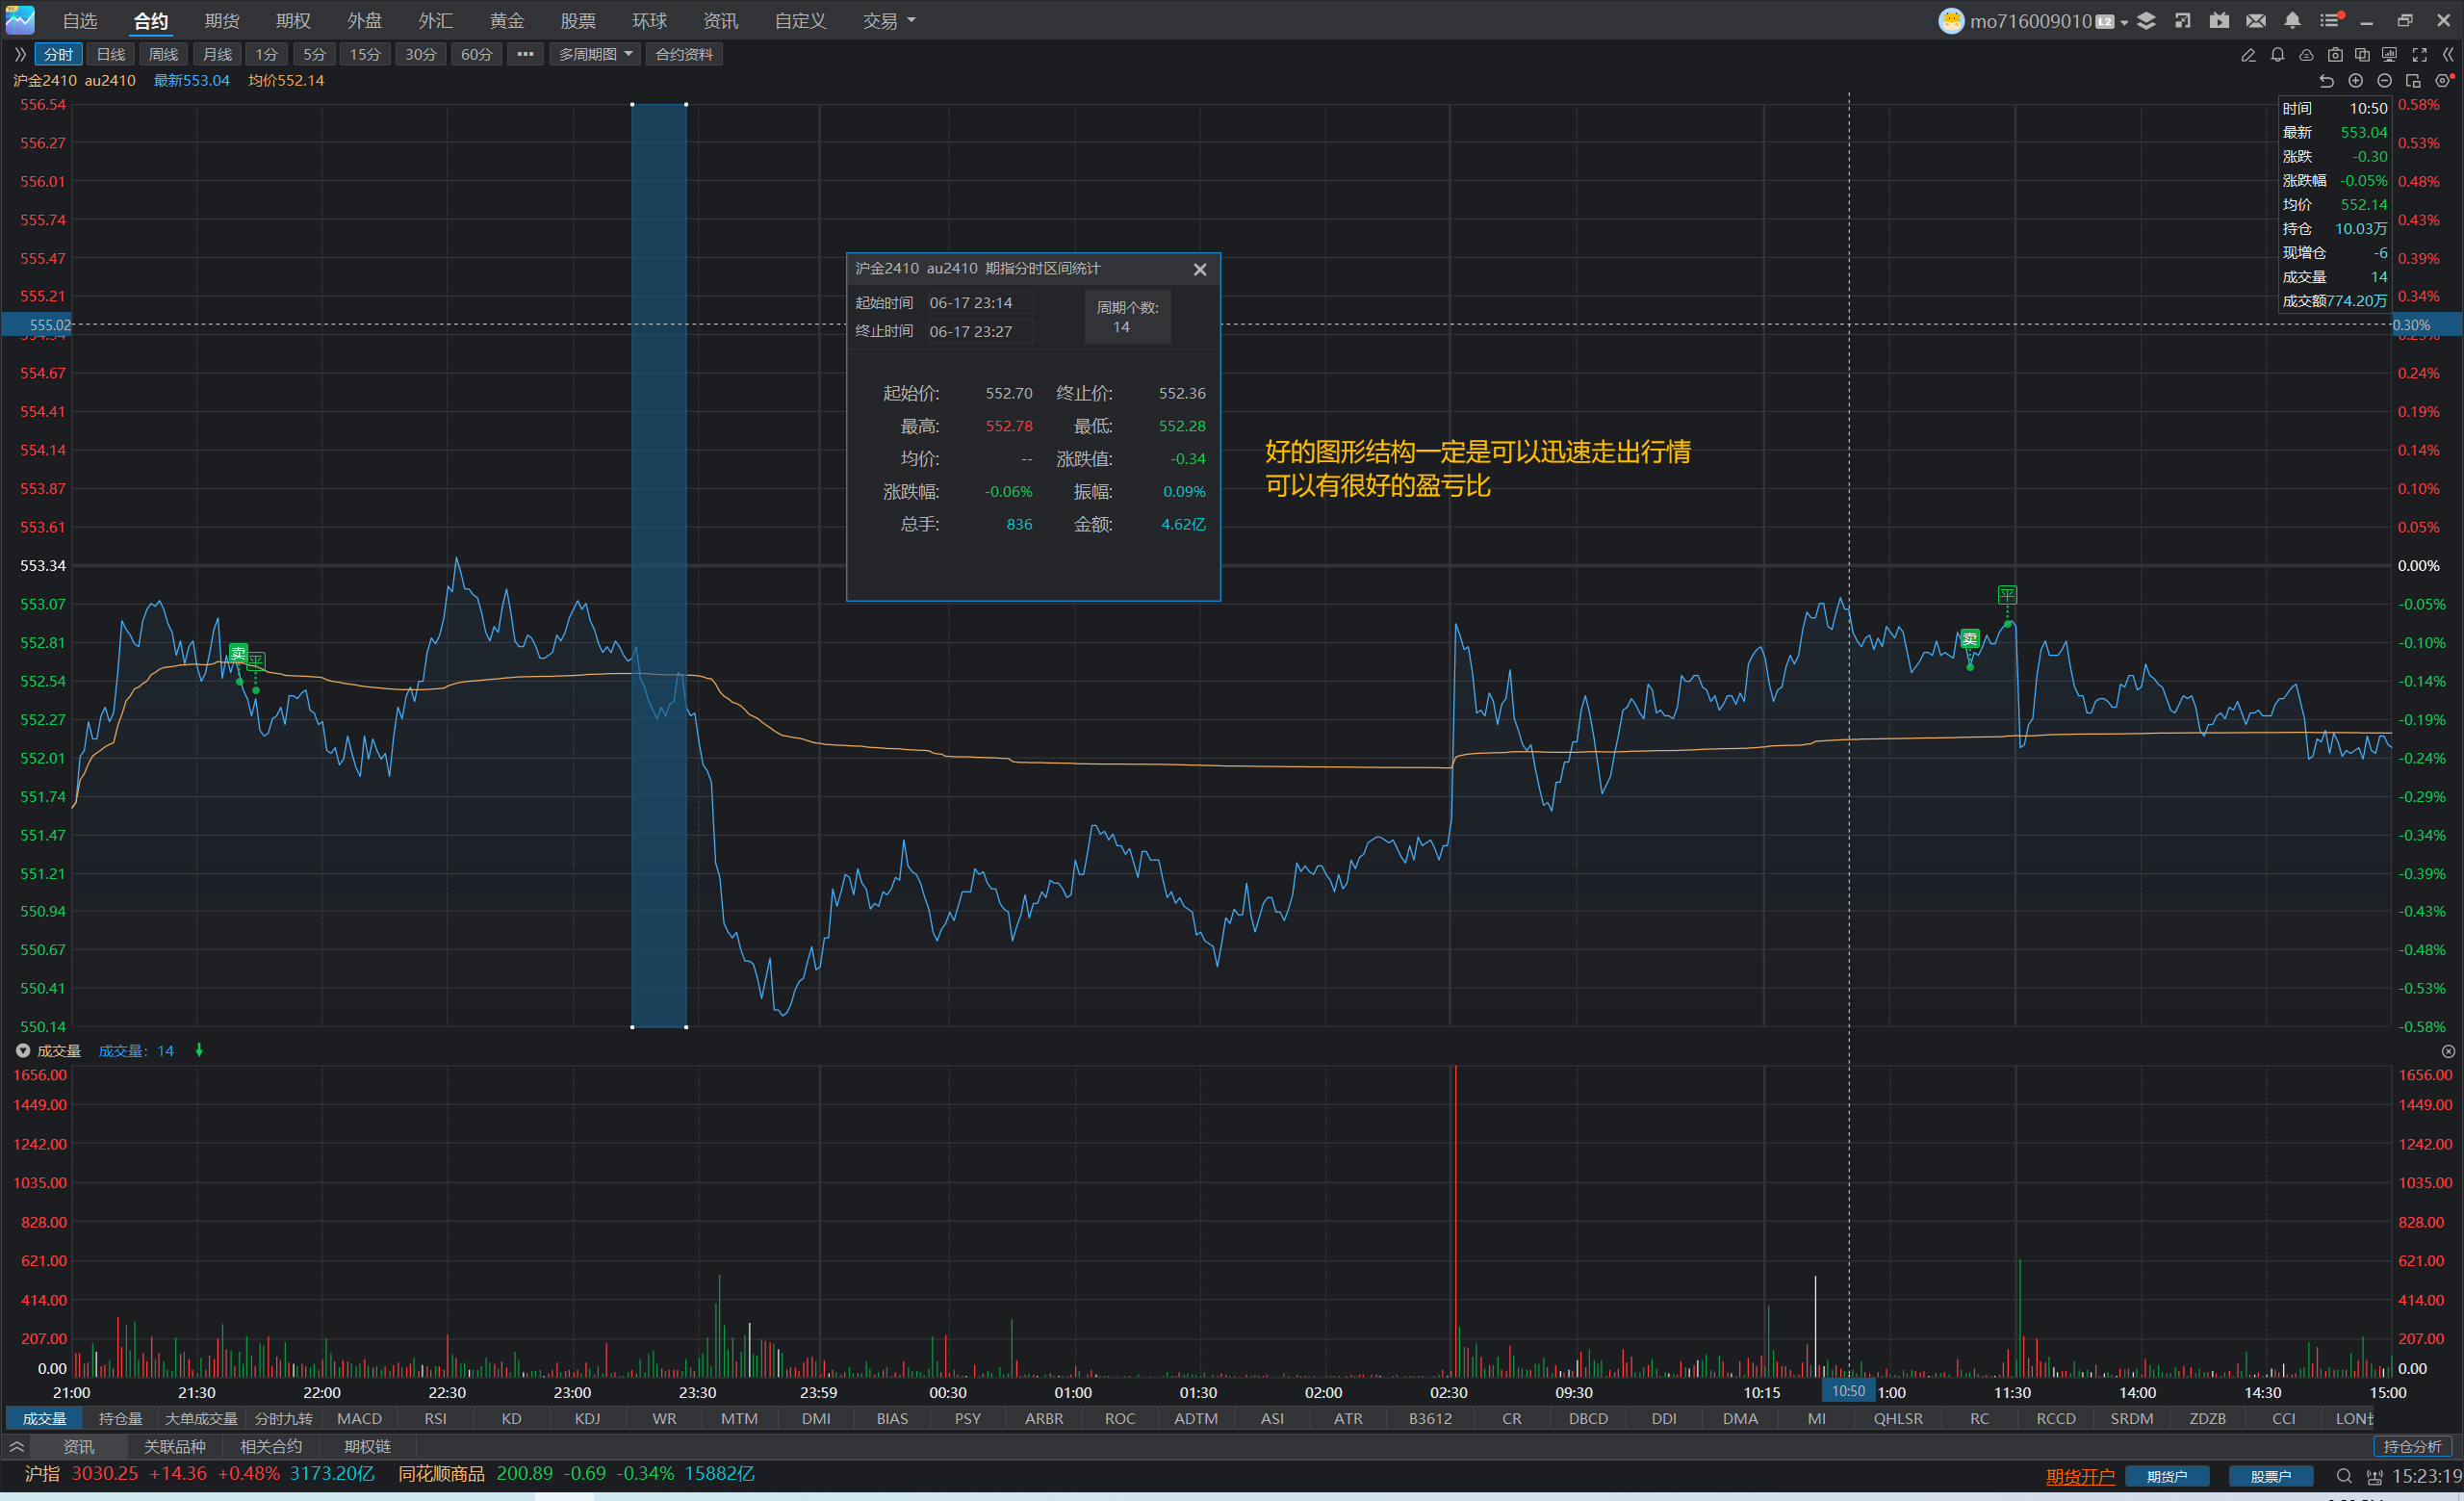 自选 合约 期货 期权 外盘 外汇 黄金 股票 环球 资讯 自定义 交易 mo716009010 L2
分时 日线 周线 月线 1分 5分 15分 30分 60分 ••• 多周期图 合约资料
沪金2410 au2410 最新553.04 均价552.14
556.54 0.58%
556.27 0.53%
556.01 0.48%
555.74 0.43%
555.47 0.39%
555.21 0.34%
555.02 0.30%
554.67 0.24%
554.41 0.19%
554.14 0.14%
553.87 0.10%
553.61 0.05%
553.34 0.00%
553.07 -0.05%
552.81 -0.10%
552.54 -0.14%
552.27 -0.19%
552.01 -0.24%
551.74 -0.29%
551.47 -0.34%
551.21 -0.39%
550.94 -0.43%
550.67 -0.48%
550.41 -0.53%
550.14 -0.58%
时间 10:50
最新 553.04
涨跌 -0.30
涨跌幅 -0.05%
均价 552.14
持仓 10.03万
现增仓 -6
成交量 14
成交额774.20万
沪金2410 au2410 期指分时区间统计
起始时间 06-17 23:14
终止时间 06-17 23:27
周期个数:
14
起始价: 552.70 终止价: 552.36
最高: 552.78 最低: 552.28
均价: -- 涨跌值: -0.34
涨跌幅: -0.06% 振幅: 0.09%
总手: 836 金额: 4.62亿
好的图形结构一定是可以迅速走出行情
可以有很好的盈亏比
卖 平
卖 平
成交量 成交量: 14
1656.00 1656.00
1449.00 1449.00
1242.00 1242.00
1035.00 1035.00
828.00 828.00
621.00 621.00
414.00 414.00
207.00 207.00
0.00 0.00
21:00 21:30 22:00 22:30 23:00 23:30 23:59 00:30 01:00 01:30 02:00 02:30 09:30 10:15 10:50 1:00 11:30 14:00 14:30 15:00
成交量 持仓量 大单成交量 分时九转 MACD RSI KD KDJ WR MTM DMI BIAS PSY ARBR ROC ADTM ASI ATR B3612 CR DBCD DDI DMA MI QHLSR RC RCCD SRDM ZDZB CCI
资讯 关联品种 相关合约 期权链 持仓分析
沪指 3030.25 +14.36 +0.48% 3173.20亿 同花顺商品 200.89 -0.69 -0.34% 15882亿 期货开户 期货户 股票户 15:23:19